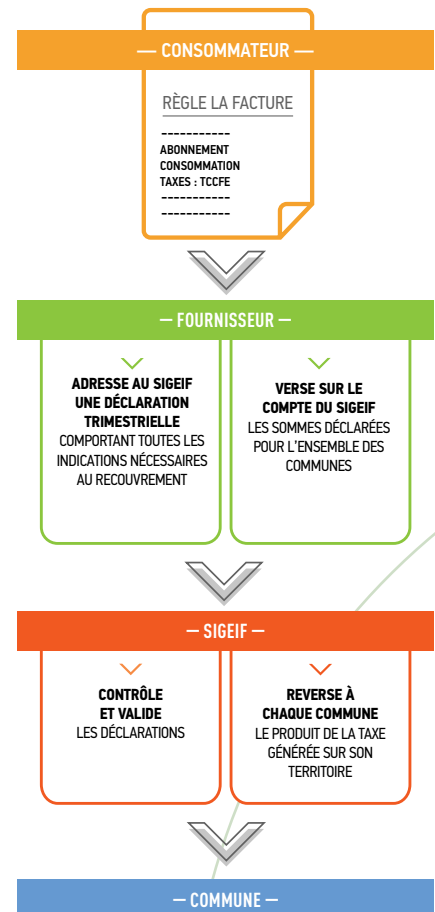 — CONSOMMATEUR —
RÈGLE LA FACTURE
-----------
ABONNEMENT
CONSOMMATION
TAXES : TCCFE
-----------
-----------
— FOURNISSEUR —
ADRESSE AU SIGEIF
UNE DÉCLARATION
TRIMESTRIELLE
COMPORTANT TOUTES LES
INDICATIONS NÉCESSAIRES
AU RECOUVREMENT
VERSE SUR LE
COMPTE DU SIGEIF
LES SOMMES DÉCLARÉES
POUR L'ENSEMBLE DES
COMMUNES
— SIGEIF —
CONTRÔLE
ET VALIDE
LES DÉCLARATIONS
REVERSE À
CHAQUE COMMUNE
LE PRODUIT DE LA TAXE
GÉNÉRÉE SUR SON
TERRITOIRE
— COMMUNE —